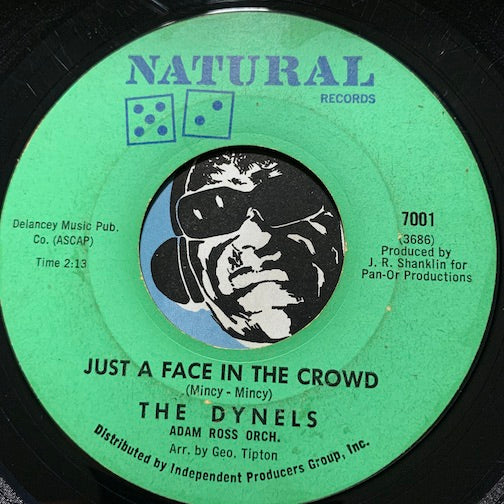 NATURAL
RECORDS
Delancey Music Pub.
Co. (ASCAP)
Time 2:13
7001
(3686)
Produced by
J. R. Shanklin for
Pan-Or Productions
JUST A FACE IN THE CROWD
(Mincy - Mincy)
THE DYNELS
ADAM ROSS ORCH.
Arr. by Geo. Tipton
Distributed by Independent Producers Group, Inc.